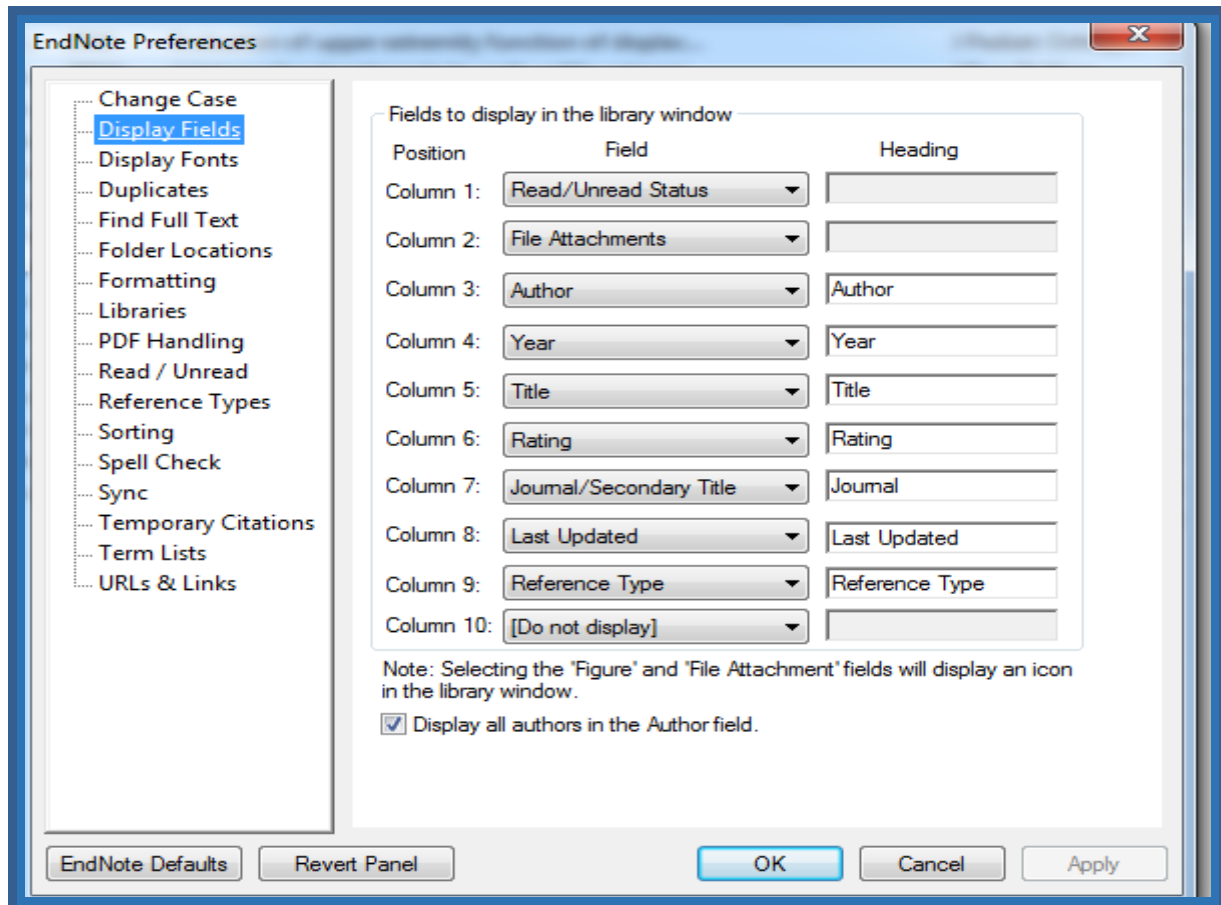 EndNote Preferences
Change Case
Display Fields
Display Fonts
Duplicates
Find Full Text
Folder Locations
Formatting
Libraries
PDF Handling
Read / Unread
Reference Types
Sorting
Spell Check
Sync
Temporary Citations
Term Lists
URLs & Links
Fields to display in the library window
Position Field Heading
Column 1: Read/Unread Status
Column 2: File Attachments
Column 3: Author Author
Column 4: Year Year
Column 5: Title Title
Column 6: Rating Rating
Column 7: Journal/Secondary Title Journal
Column 8: Last Updated Last Updated
Column 9: Reference Type Reference Type
Column 10: [Do not display]
Note: Selecting the "Figure" and "File Attachment" fields will display an icon
in the library window.
Display all authors in the Author field.
EndNote Defaults Revert Panel OK Cancel Apply